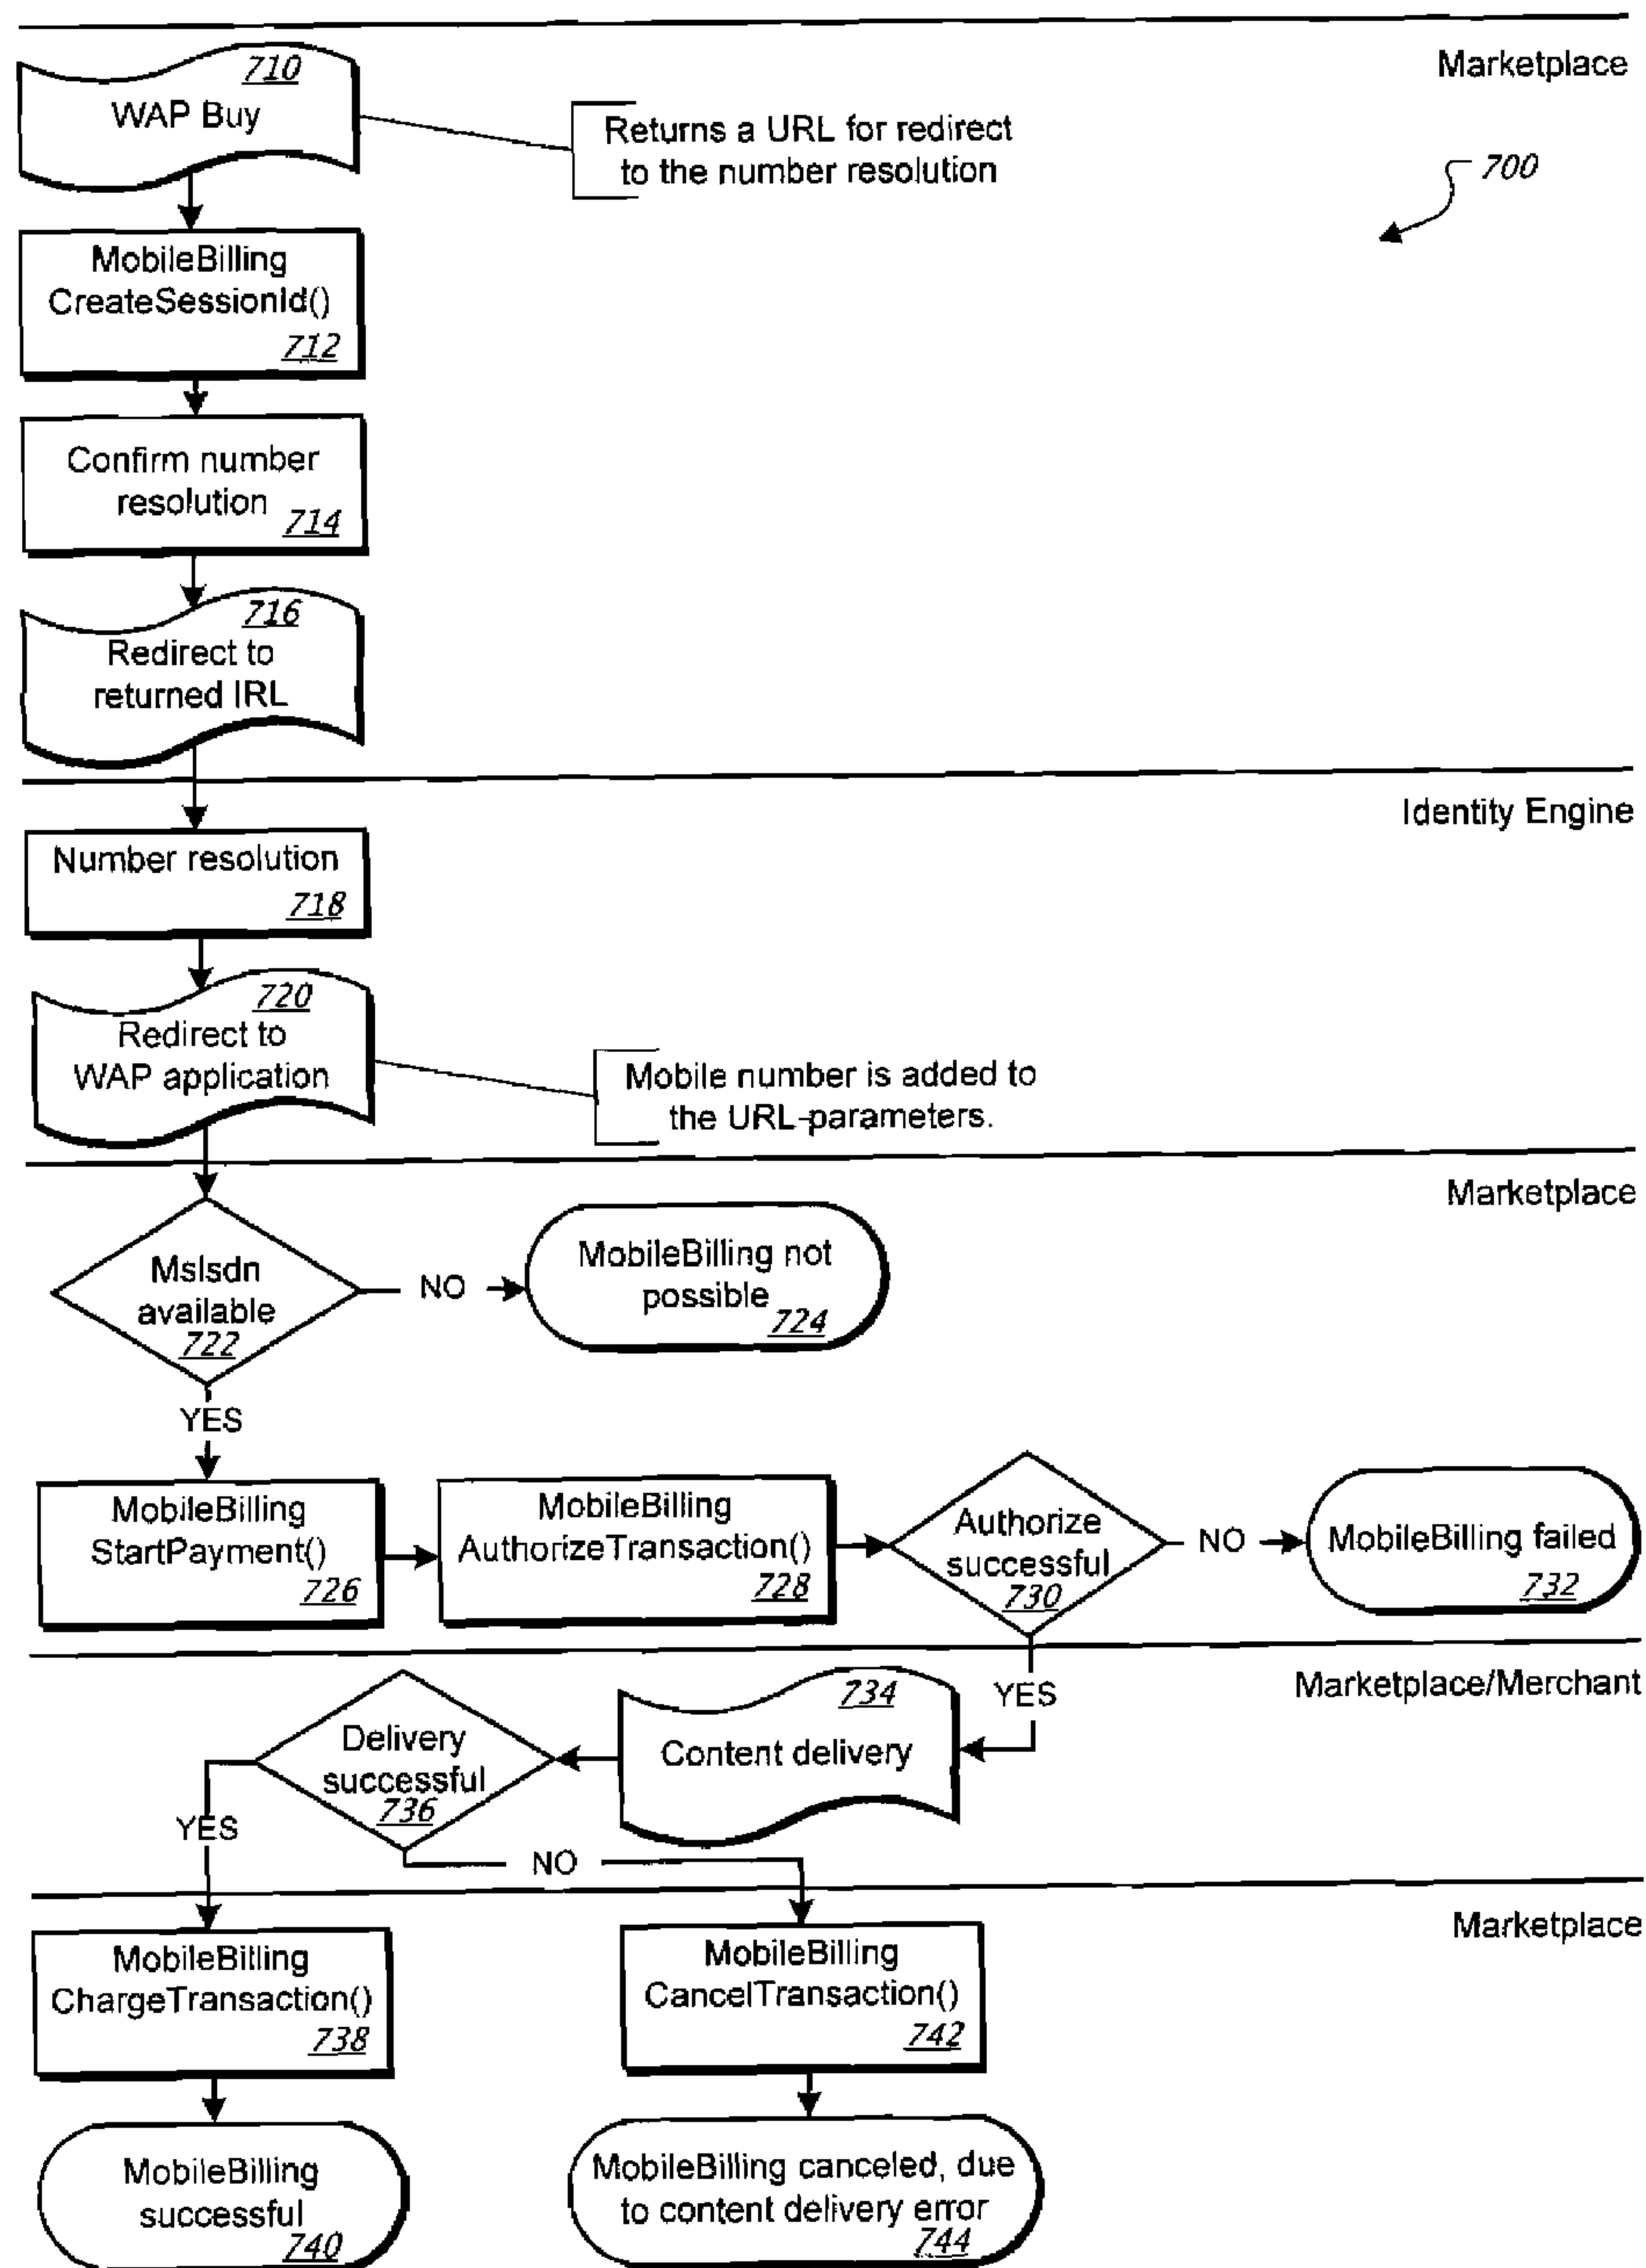 Marketplace
710
WAP Buy
Returns a URL for redirect
to the number resolution
700
MobileBilling
CreateSessionId()
712
Confirm number
resolution
714
716
Redirect to
returned IRL
Identity Engine
Number resolution
718
720
Redirect to
WAP application
Mobile number is added to
the URL-parameters.
Marketplace
MsIsdn
available
722
NO
MobileBilling not
possible
724
YES
MobileBilling
StartPayment()
726
MobileBilling
AuthorizeTransaction()
728
Authorize
successful
730
NO
MobileBilling failed
732
Marketplace/Merchant
YES
734
Content delivery
Delivery
successful
736
YES
NO
Marketplace
MobileBilling
ChargeTransaction()
738
MobileBilling
CancelTransaction()
742
MobileBilling
successful
740
MobileBilling canceled, due
to content delivery error
744